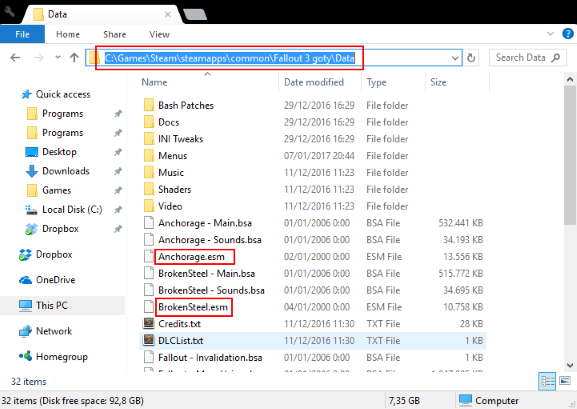 Data
File Home Share View
C:\Games\Steam\steamapps\common\Fallout 3 goty\Data
Search Data
Name Date modified Type Size
Quick access
Programs
Programs
Desktop
Downloads
Games
Local Disk (C:)
Dropbox
Dropbox
OneDrive
This PC
Network
Homegroup
Bash Patches 29/12/2016 16:29 File folder
Docs 29/12/2016 16:29 File folder
INI Tweaks 29/12/2016 16:29 File folder
Menus 07/01/2017 20:44 File folder
Music 11/12/2016 11:23 File folder
Shaders 11/12/2016 11:23 File folder
Video 11/12/2016 11:23 File folder
Anchorage - Main.bsa 01/01/2006 0:00 BSA File 532.441 KB
Anchorage - Sounds.bsa 01/01/2006 0:00 BSA File 34.193 KB
Anchorage.esm 02/01/2000 0:00 ESM File 13.556 KB
BrokenSteel - Main.bsa 01/01/2006 0:00 BSA File 515.772 KB
BrokenSteel - Sounds.bsa 01/01/2006 0:00 BSA File 34.695 KB
BrokenSteel.esm 04/01/2000 0:00 ESM File 10.758 KB
Credits.txt 11/12/2016 11:30 TXT File 28 KB
DLCList.txt 11/12/2016 11:30 TXT File 1 KB
Fallout - Invalidation.bsa 01/01/2006 0:00 BSA File 1 KB
32 items
32 items (Disk free space: 92,8 GB) 7,35 GB Computer